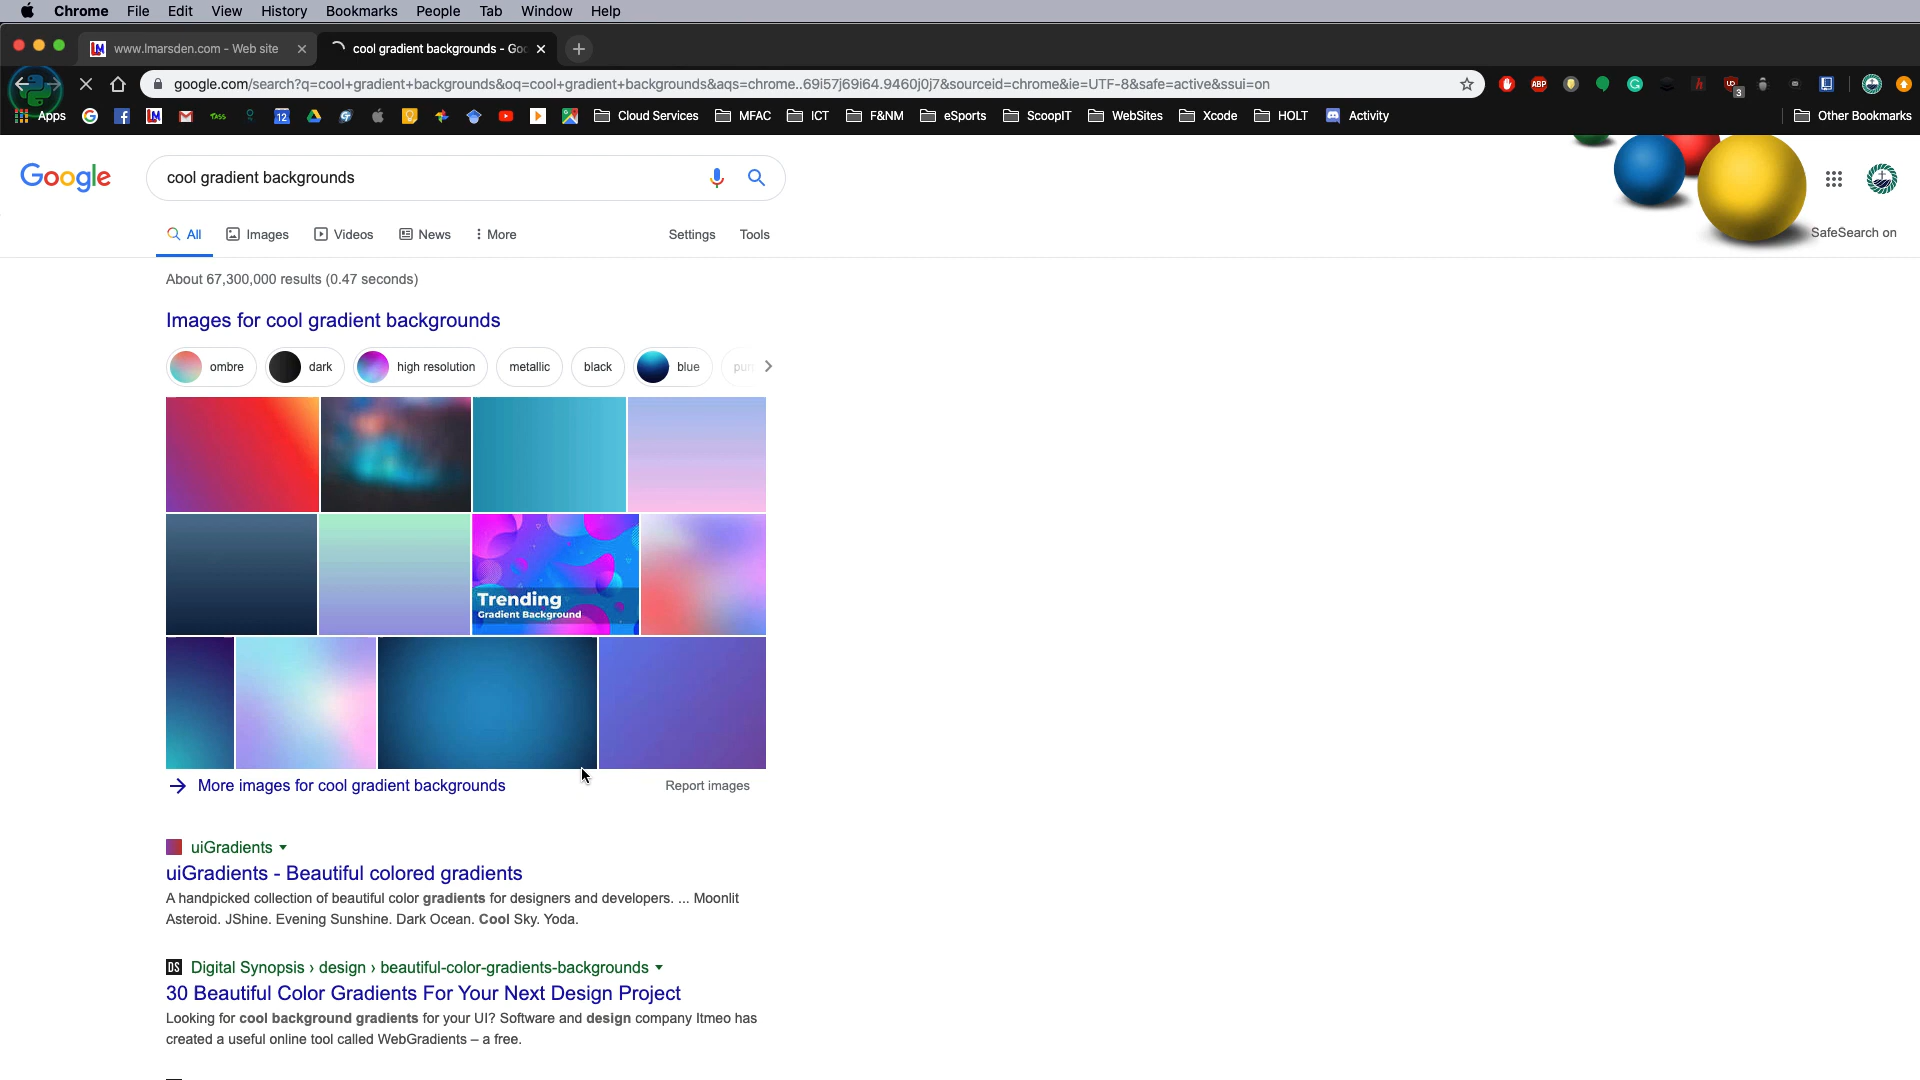 Chrome File Edit View History Bookmarks People Tab Window Help
www.lmarsden.com - Web site
cool gradient backgrounds - Goo
google.com/search?q=cool+gradient+backgrounds&oq=cool+gradient+backgrounds&aqs=chrome..69i57j69i64.9460j0j7&sourceid=chrome&ie=UTF-8&safe=active&ssui=on
ABP
UD
3
Apps
LM
TASS
12
Cloud Services MFAC ICT F&NM eSports ScoopIT WebSites Xcode HOLT Activity Other Bookmarks
Google
cool gradient backgrounds
All Images Videos News More Settings Tools
SafeSearch on
About 67,300,000 results (0.47 seconds)
Images for cool gradient backgrounds
ombre dark high resolution metallic black blue
Trending
Gradient Background
More images for cool gradient backgrounds
Report images
uiGradients
uiGradients - Beautiful colored gradients
A handpicked collection of beautiful color gradients for designers and developers. ... Moonlit
Asteroid. JShine. Evening Sunshine. Dark Ocean. Cool Sky. Yoda.
DS Digital Synopsis › design › beautiful-color-gradients-backgrounds
30 Beautiful Color Gradients For Your Next Design Project
Looking for cool background gradients for your UI? Software and design company Itmeo has
created a useful online tool called WebGradients – a free.